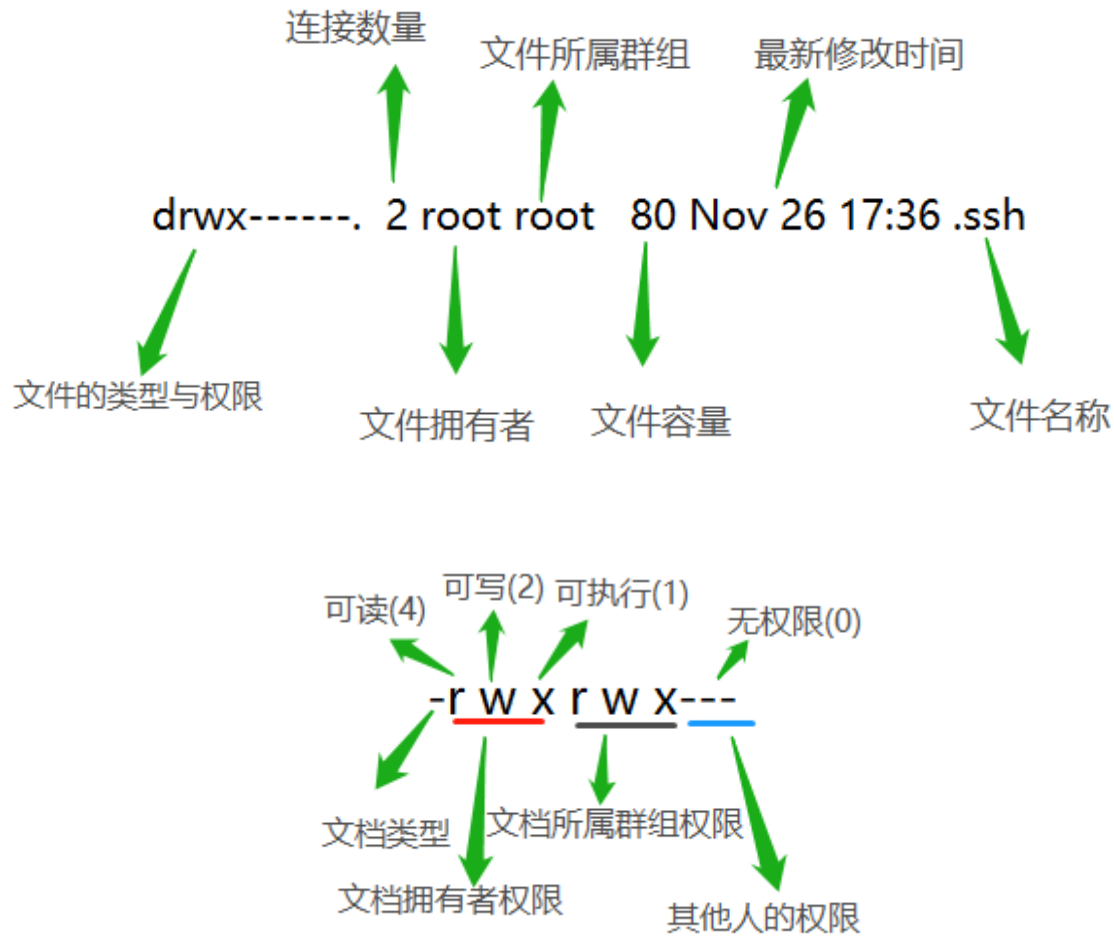 连接数量
文件所属群组
最新修改时间
drwx------. 2 root root 80 Nov 26 17:36 .ssh
文件的类型与权限
文件拥有者
文件容量
文件名称
可读(4)
可写(2)
可执行(1)
无权限(0)
-r w x r w x---
文档类型
文档所属群组权限
文档拥有者权限
其他人的权限